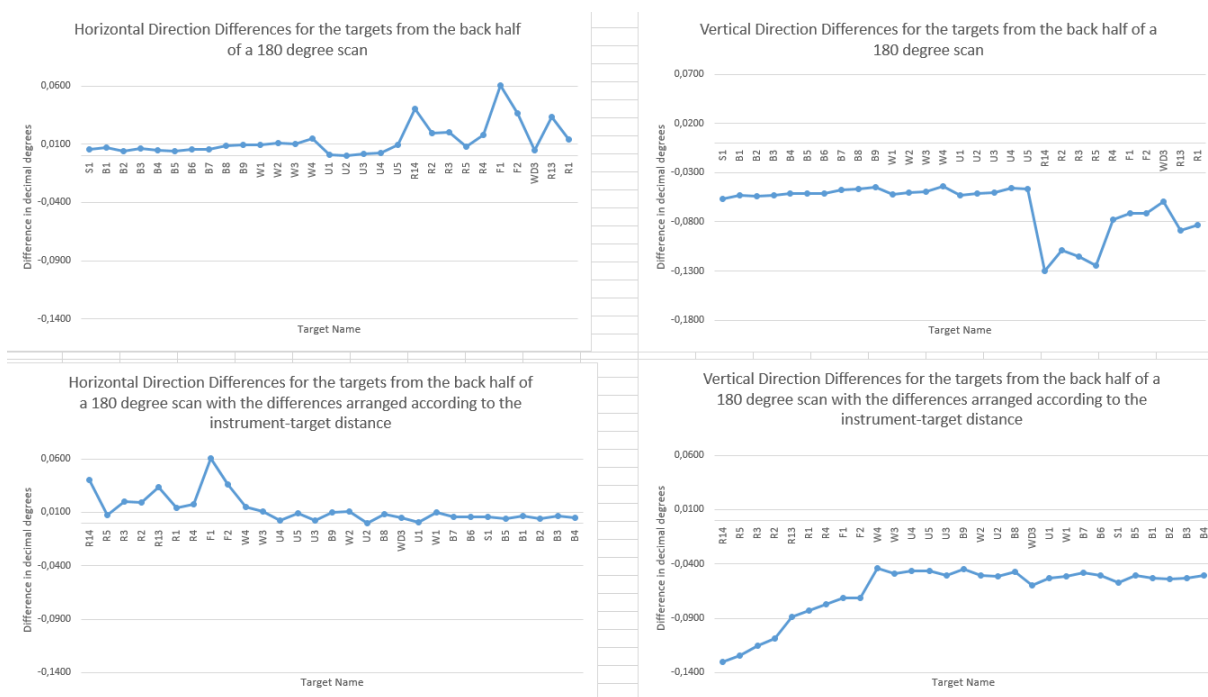 Horizontal Direction Differences for the targets from the back half
of a 180 degree scan
Difference in decimal degrees
0,0600
0,0100
-0,0400
-0,0900
-0,1400
S1 B1 B2 B3 B4 B5 B6 B7 B8 B9 W1 W2 W3 W4 U1 U2 U3 U4 U5 R14 R2 R3 R5 R4 F1 F2 WD3 R13 R1
Target Name
Vertical Direction Differences for the targets from the back half of a
180 degree scan
Difference in decimal degrees
0,0700
0,0200
-0,0300
-0,0800
-0,1300
-0,1800
S1 B1 B2 B3 B4 B5 B6 B7 B8 B9 W1 W2 W3 W4 U1 U2 U3 U4 U5 R14 R2 R3 R5 R4 F1 F2 WD3 R13 R1
Target Name
Horizontal Direction Differences for the targets from the back half of
a 180 degree scan with the differences arranged according to the
instrument-target distance
Difference in decimal degrees
0,0600
0,0100
-0,0400
-0,0900
-0,1400
R14 R5 R3 R2 R13 R1 R4 F1 F2 W4 W3 U4 U5 U3 B9 W2 U2 B8 WD3 U1 W1 B7 B6 S1 B5 B1 B2 B3 B4
Target Name
Vertical Direction Differences for the targets from the back half of a
180 degree scan with the differences arranged according to the
instrument-target distance
Difference in decimal degrees
0,0600
0,0100
-0,0400
-0,0900
-0,1400
R14 R5 R3 R2 R13 R1 R4 F1 F2 W4 W3 U4 U5 U3 B9 W2 U2 B8 WD3 U1 W1 B7 B6 S1 B5 B1 B2 B3 B4
Target Name